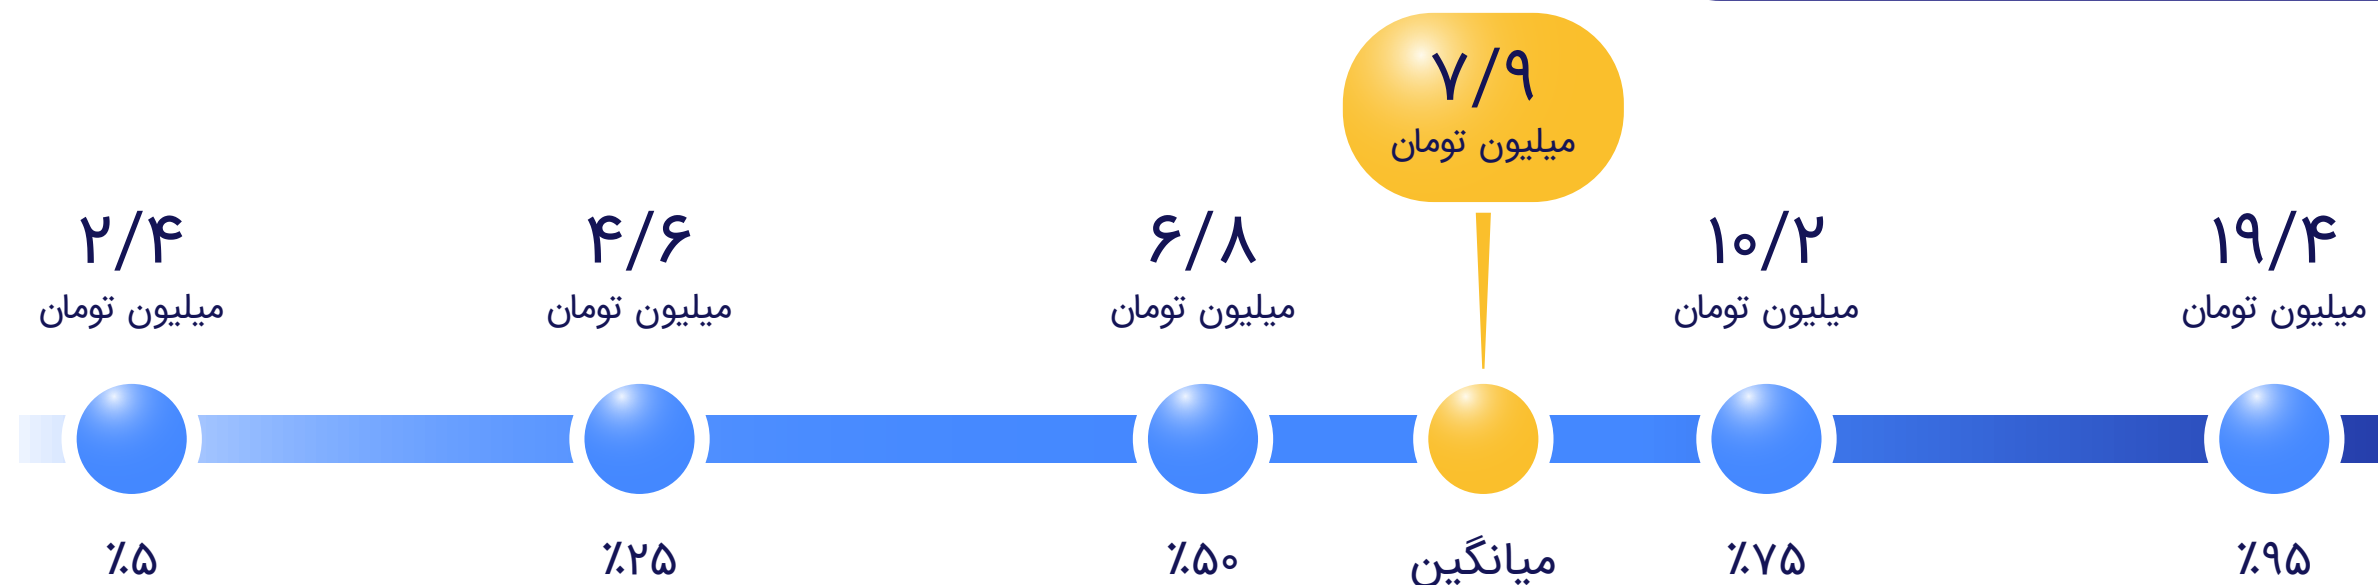 ۷/۹
میلیون تومان
۲/۴
میلیون تومان
۴/۶
میلیون تومان
۶/۸
میلیون تومان
۱۰/۲
میلیون تومان
۱۹/۴
میلیون تومان
٪۵
٪۲۵
٪۵۰
میانگین
٪۷۵
٪۹۵